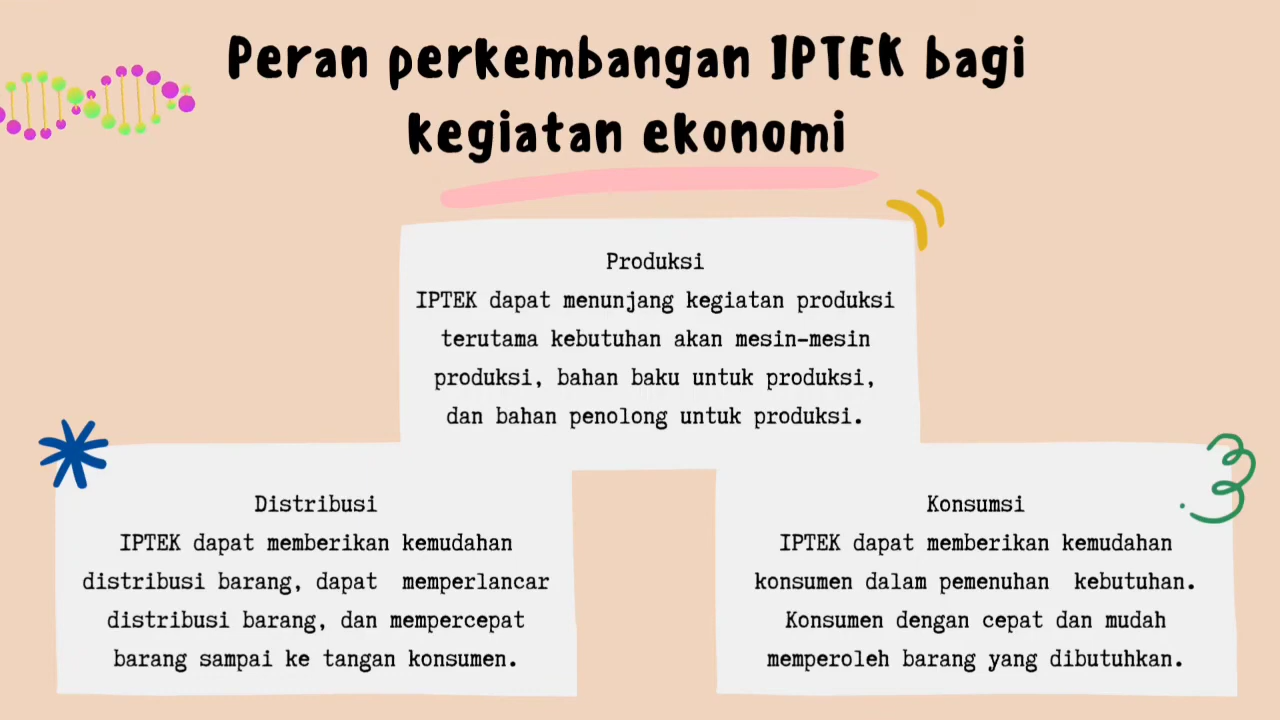 Peran perkembangan IPTEK bagi
kegiatan ekonomi
Produksi
IPTEK dapat menunjang kegiatan produksi
terutama kebutuhan akan mesin-mesin
produksi, bahan baku untuk produksi,
dan bahan penolong untuk produksi.
Distribusi
IPTEK dapat memberikan kemudahan
distribusi barang, dapat  memperlancar
distribusi barang, dan mempercepat
barang sampai ke tangan konsumen.
Konsumsi
IPTEK dapat memberikan kemudahan
konsumen dalam pemenuhan  kebutuhan.
Konsumen dengan cepat dan mudah
memperoleh barang yang dibutuhkan.